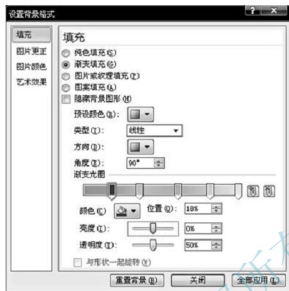 设置背景格式
填充
图片更正
图片颜色
艺术效果
填充
纯色填充(S)
渐变填充(G)
图片或纹理填充(P)
图案填充(A)
隐藏背景图形(H)
预设颜色(R):
类型(Y): 线性
方向(D):
角度(E): 90°
渐变光圈
颜色(C) 位置(O): 18%
亮度(I): 0%
透明度(T): 50%
与形状一起旋转(W)
重置背景(B) 关闭 全部应用(L)
所有